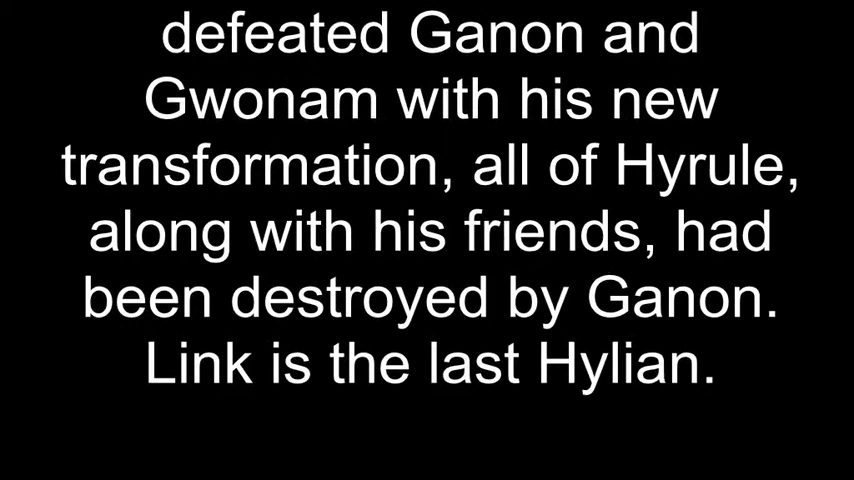 defeated Ganon and
Gwonam with his new
transformation, all of Hyrule,
along with his friends, had
been destroyed by Ganon.
Link is the last Hylian.